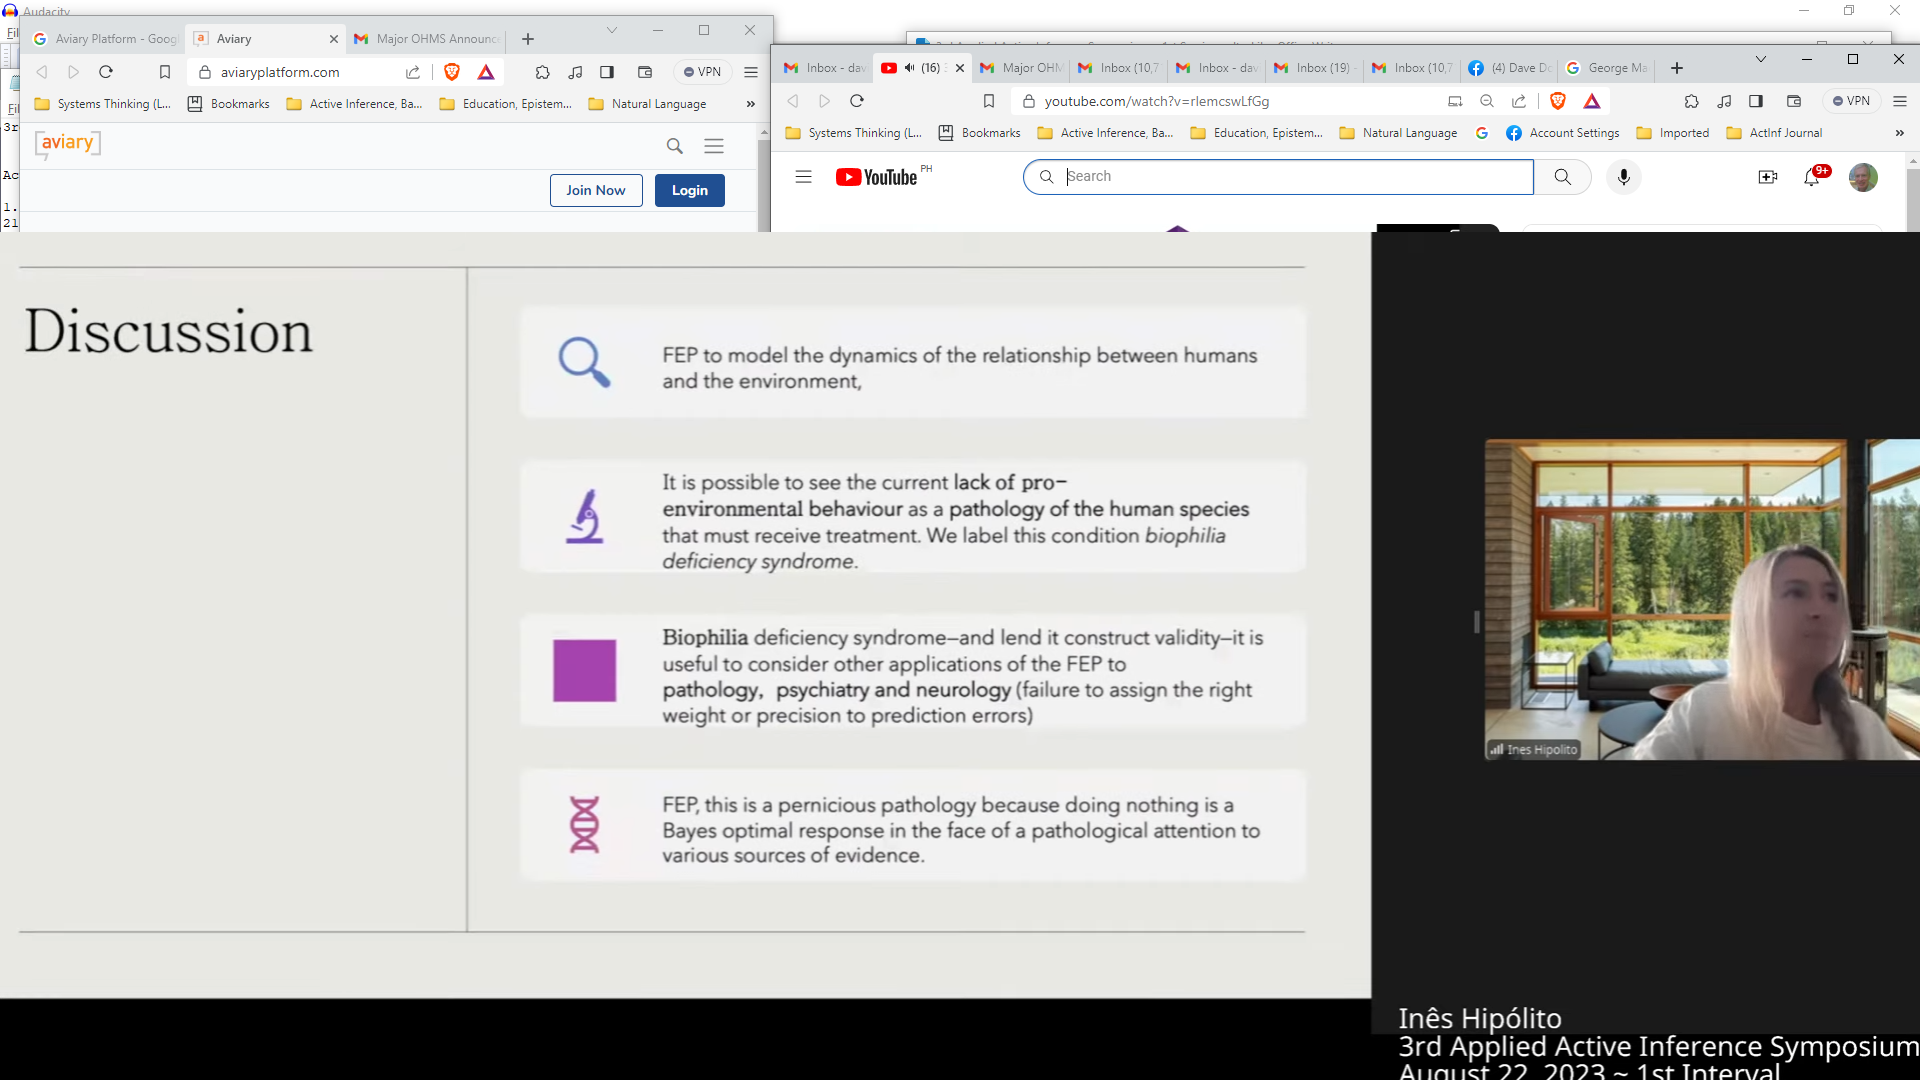 Audacity
Aviary Platform - Goog
Aviary
Major OHMS Announc
aviaryplatform.com
VPN
Systems Thinking (L...
Bookmarks
Active Inference, Ba...
Education, Epistem...
Natural Language
»
aviary
Join Now
Login
Inbox - dav
(16)
Major OHM
Inbox (10,7
Inbox - dav
Inbox (19) -
Inbox (10,7
(4) Dave Do
George Ma
youtube.com/watch?v=rIemcswLfGg
VPN
Systems Thinking (L...
Bookmarks
Active Inference, Ba...
Education, Epistem...
Natural Language
Account Settings
Imported
ActInf Journal
»
YouTube PH
Search
9+
Fil
3r
Ac
1.
21
Discussion
FEP to model the dynamics of the relationship between humans
and the environment,
It is possible to see the current lack of pro-
environmental behaviour as a pathology of the human species
that must receive treatment. We label this condition biophilia
deficiency syndrome.
Biophilia deficiency syndrome—and lend it construct validity—it is
useful to consider other applications of the FEP to
pathology, psychiatry and neurology (failure to assign the right
weight or precision to prediction errors)
FEP, this is a pernicious pathology because doing nothing is a
Bayes optimal response in the face of a pathological attention to
various sources of evidence.
Ines Hipolito
Inês Hipólito
3rd Applied Active Inference Symposium
August 22, 2023 ~ 1st Interval